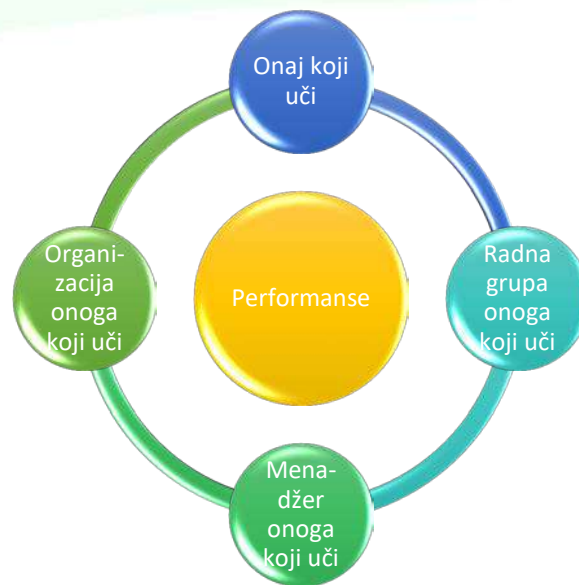 Onaj koji
uči
Organi-
zacija
onoga
koji uči
Performanse
Radna
grupa
onoga
koji uči
Mena-
džer
onoga
koji uči